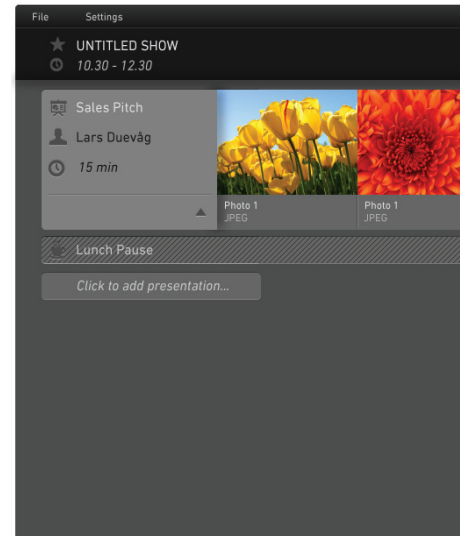 File Settings
UNTITLED SHOW
10.30 - 12.30
Sales Pitch
Lars Duevåg
15 min
Photo 1
JPEG
Photo 1
JPEG
Lunch Pause
Click to add presentation...